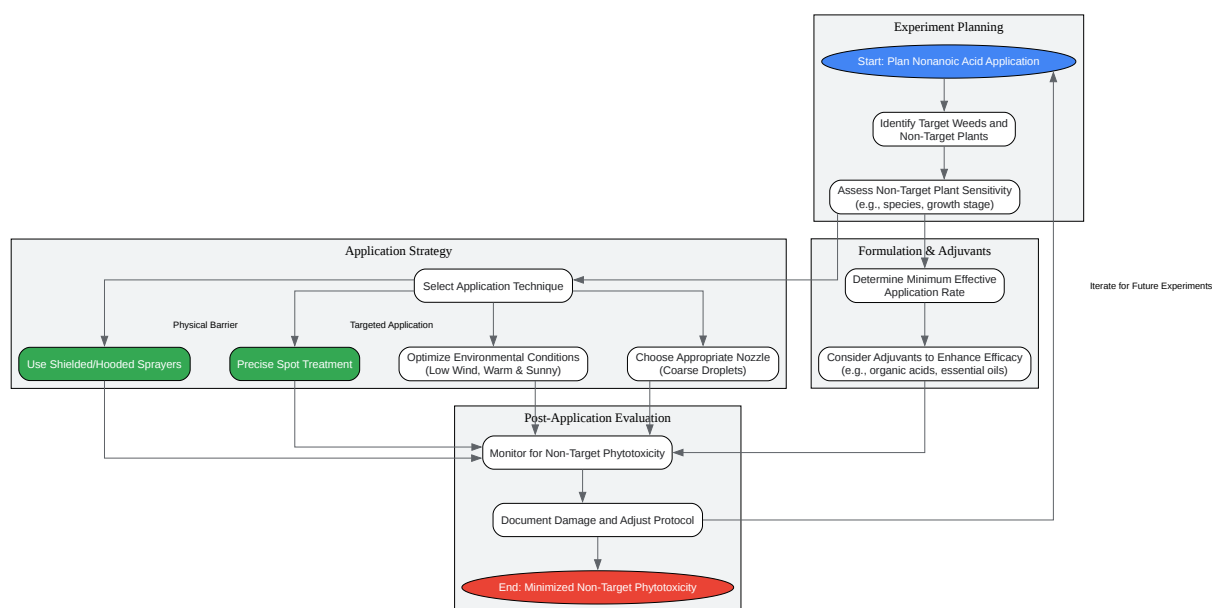 Experiment Planning
Start: Plan Nonanoic Acid Application
Identify Target Weeds and
Non-Target Plants
Assess Non-Target Plant Sensitivity
(e.g., species, growth stage)
Application Strategy
Formulation & Adjuvants
Select Application Technique
Determine Minimum Effective
Application Rate
Iterate for Future Experiments
Physical Barrier
Targeted Application
Use Shielded/Hooded Sprayers
Precise Spot Treatment
Optimize Environmental Conditions
(Low Wind, Warm & Sunny)
Choose Appropriate Nozzle
(Coarse Droplets)
Consider Adjuvants to Enhance Efficacy
(e.g., organic acids, essential oils)
Post-Application Evaluation
Monitor for Non-Target Phytotoxicity
Document Damage and Adjust Protocol
End: Minimized Non-Target Phytotoxicity